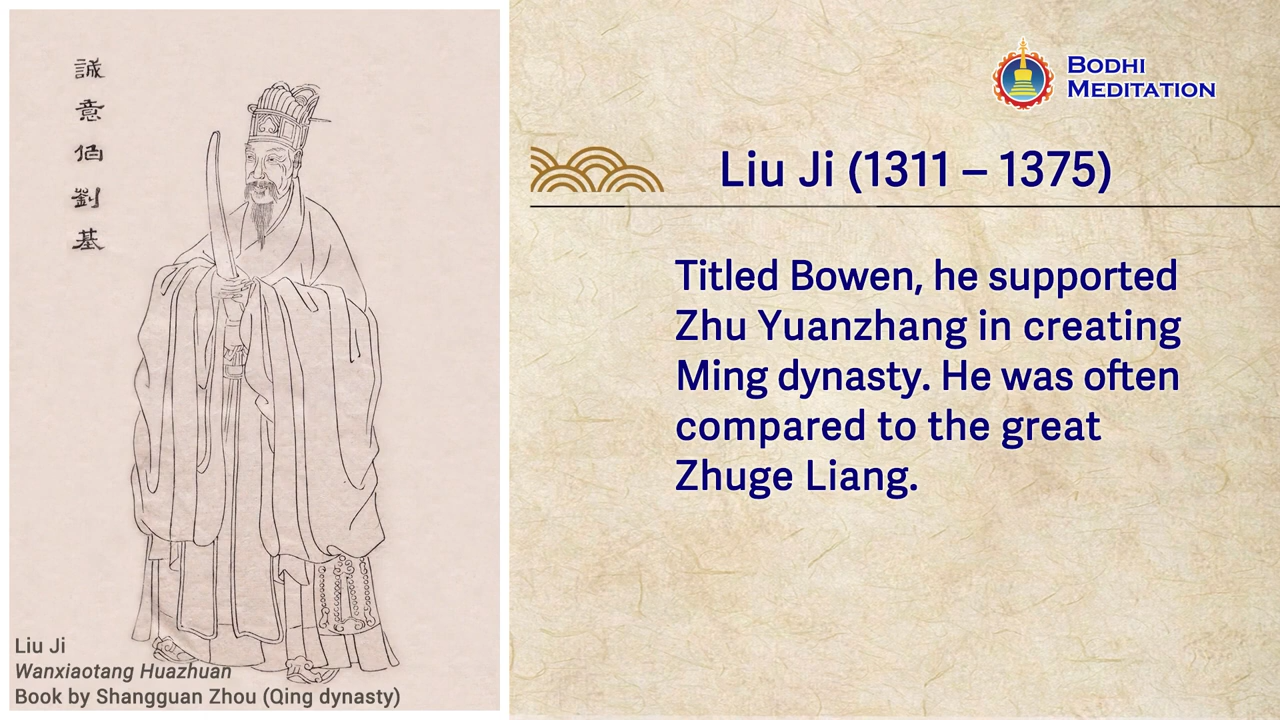 誠意伯劉基
Liu Ji
Wanxiaotang Huazhuan
Book by Shangguan Zhou (Qing dynasty)
BODHI
MEDITATION
Liu Ji (1311 – 1375)
Titled Bowen, he supported
Zhu Yuanzhang in creating
Ming dynasty. He was often
compared to the great
Zhuge Liang.